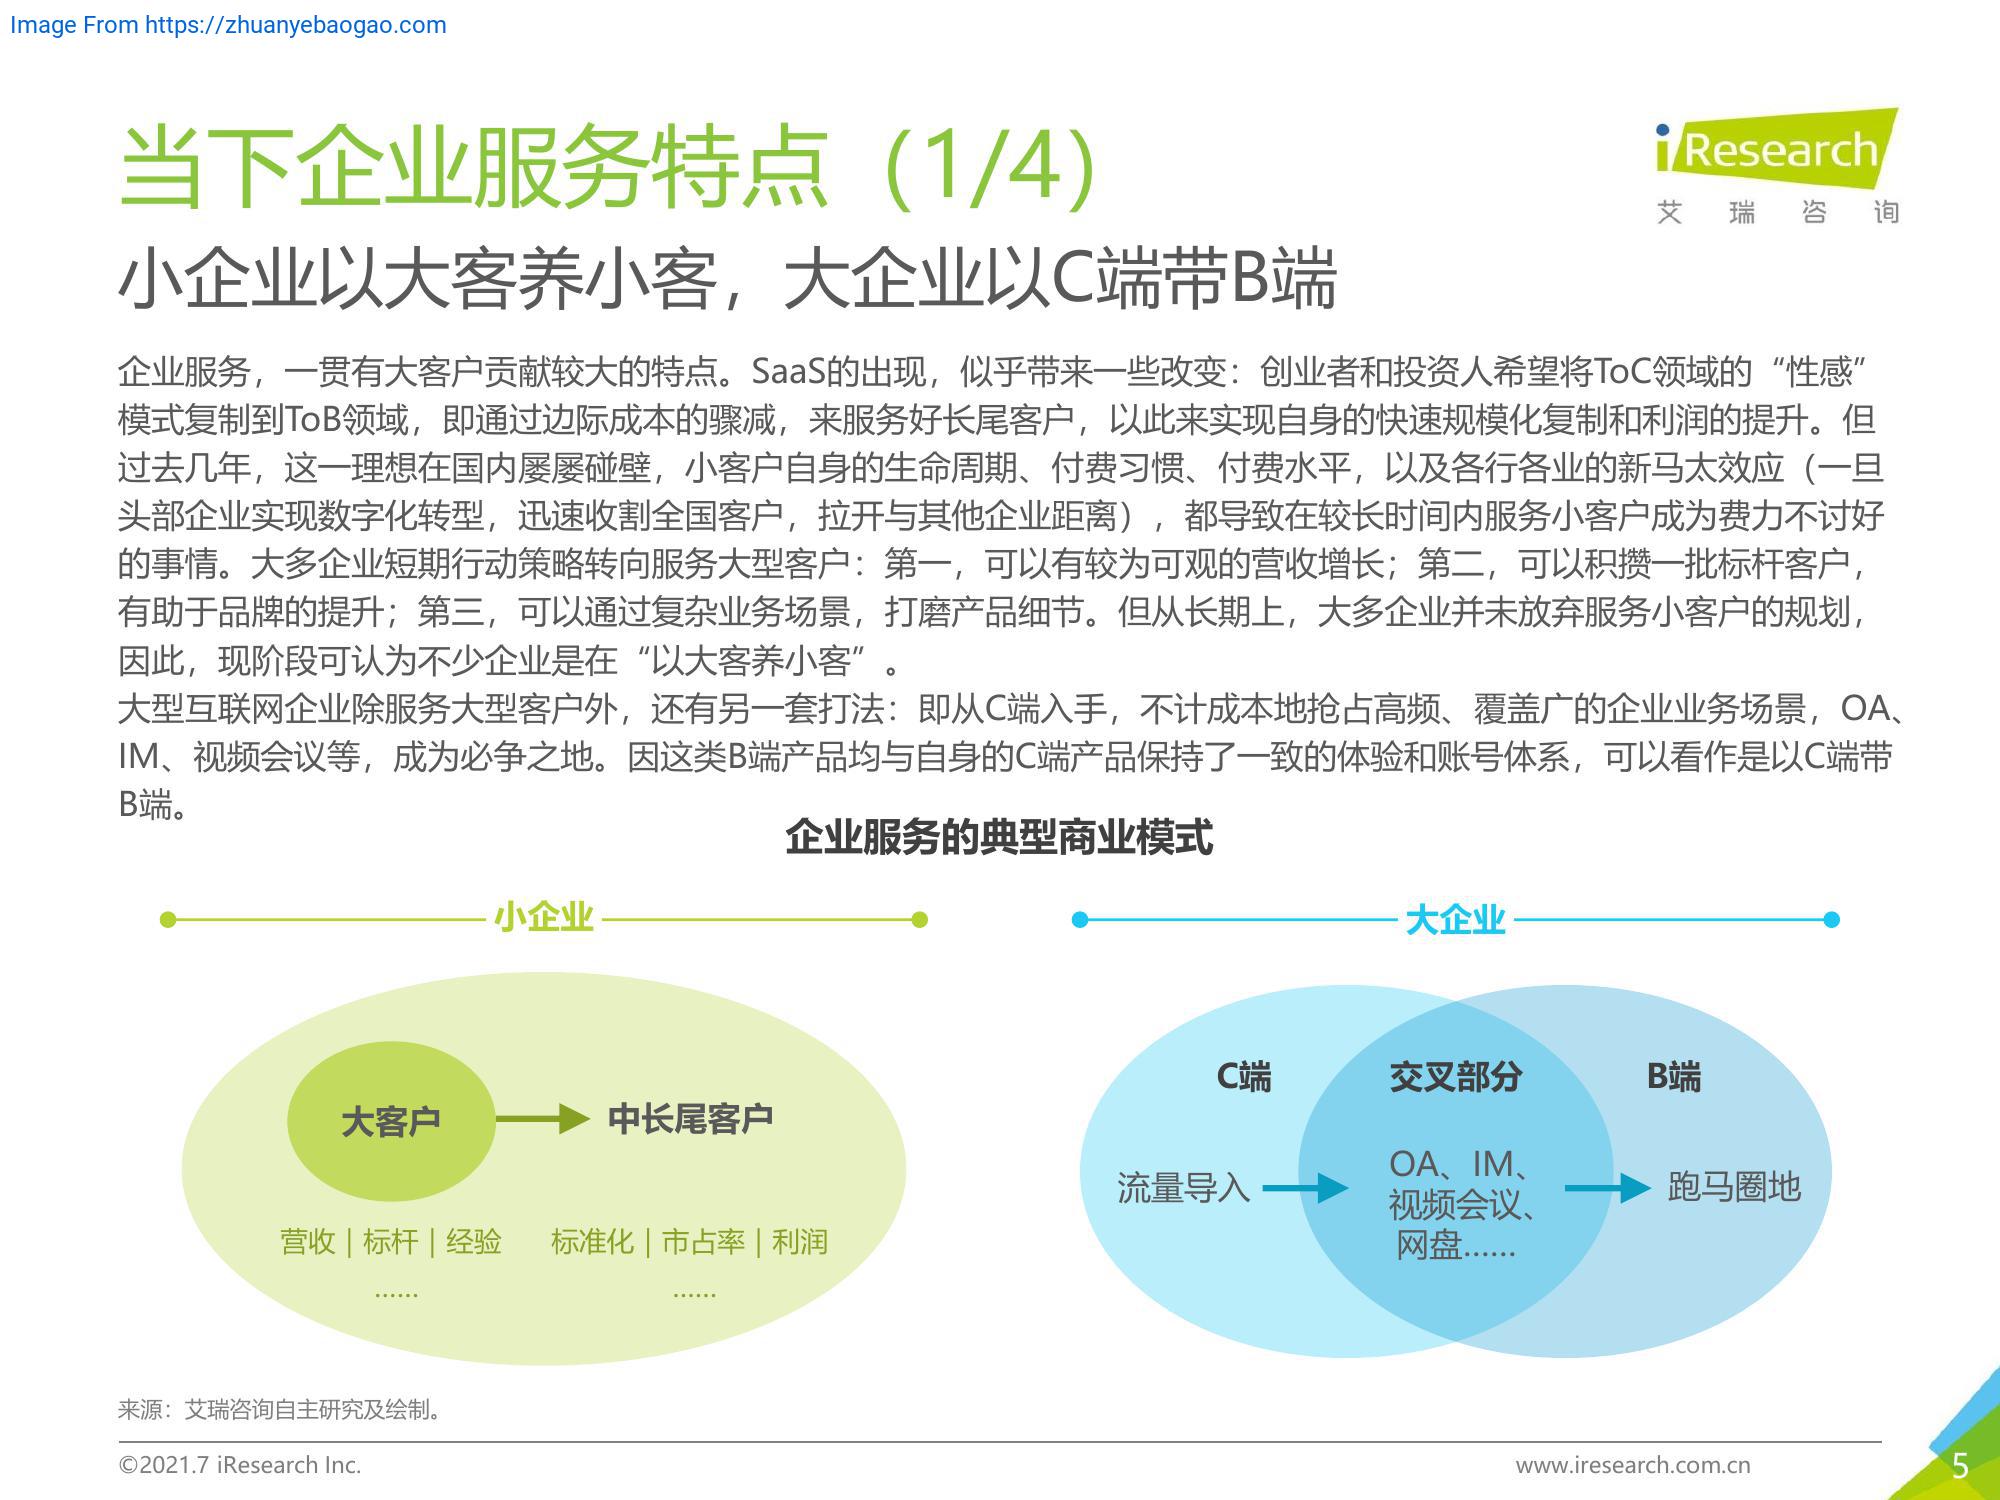 Image From https://zhuanyebaogao.com
当下企业服务特点（1/4）
iResearch
艾 瑞 咨 询
小企业以大客养小客，大企业以C端带B端
企业服务，一贯有大客户贡献较大的特点。SaaS的出现，似乎带来一些改变：创业者和投资人希望将ToC领域的“性感”
模式复制到ToB领域，即通过边际成本的骤减，来服务好长尾客户，以此来实现自身的快速规模化复制和利润的提升。但
过去几年，这一理想在国内屡屡碰壁，小客户自身的生命周期、付费习惯、付费水平，以及各行各业的新马太效应（一旦
头部企业实现数字化转型，迅速收割全国客户，拉开与其他企业距离），都导致在较长时间内服务小客户成为费力不讨好
的事情。大多企业短期行动策略转向服务大型客户：第一，可以有较为可观的营收增长；第二，可以积攒一批标杆客户，
有助于品牌的提升；第三，可以通过复杂业务场景，打磨产品细节。但从长期上，大多企业并未放弃服务小客户的规划，
因此，现阶段可认为不少企业是在“以大客养小客”。
大型互联网企业除服务大型客户外，还有另一套打法：即从C端入手，不计成本地抢占高频、覆盖广的企业业务场景，OA、
IM、视频会议等，成为必争之地。因这类B端产品均与自身的C端产品保持了一致的体验和账号体系，可以看作是以C端带
B端。
企业服务的典型商业模式
小企业
大客户
中长尾客户
营收｜标杆｜经验
……
标准化｜市占率｜利润
……
大企业
C端
交叉部分
B端
流量导入
OA、IM、
视频会议、
网盘……
跑马圈地
来源：艾瑞咨询自主研究及绘制。
©2021.7 iResearch Inc.
www.iresearch.com.cn
5